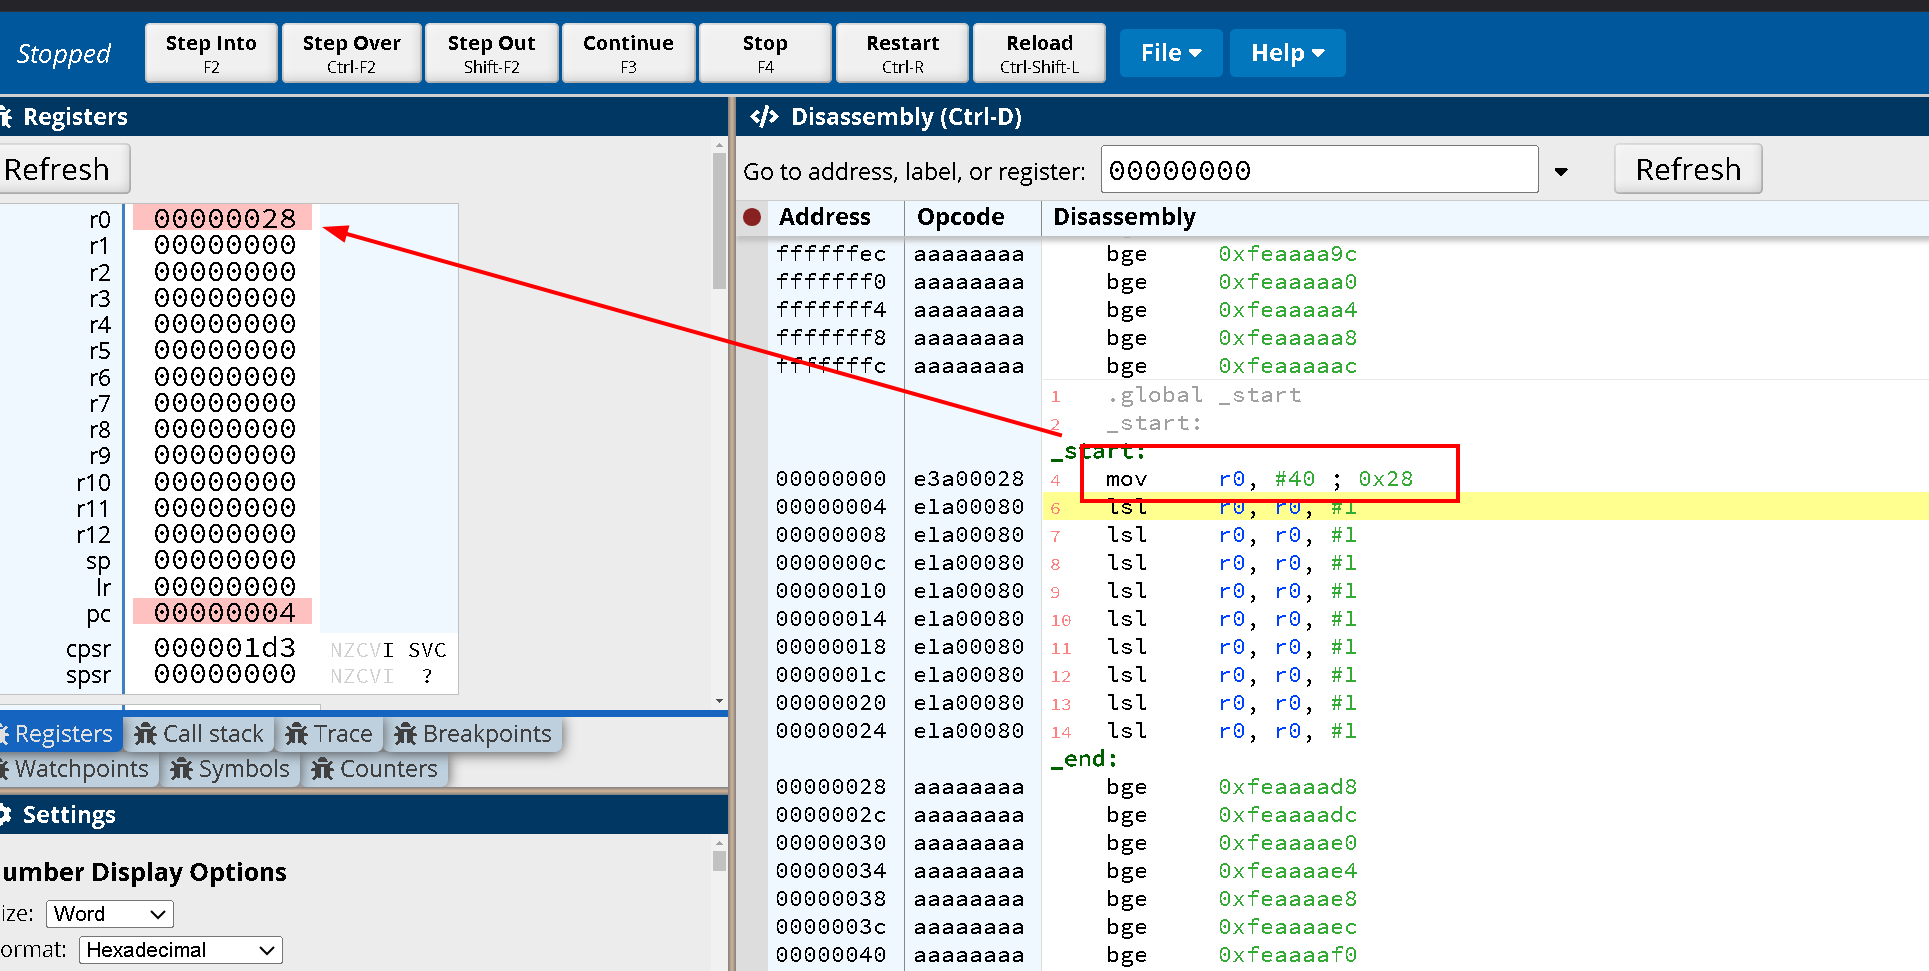 Stopped
Step Into
F2
Step Over
Ctrl-F2
Step Out
Shift-F2
Continue
F3
Stop
F4
Restart
Ctrl-R
Reload
Ctrl-Shift-L
File
Help
Registers
Refresh
r0 00000028
r1 00000000
r2 00000000
r3 00000000
r4 00000000
r5 00000000
r6 00000000
r7 00000000
r8 00000000
r9 00000000
r10 00000000
r11 00000000
r12 00000000
sp 00000000
lr 00000000
pc 00000004
cpsr 000001d3 NZCVI SVC
spsr 00000000 NZCVI ?
Registers Call stack Trace Breakpoints
Watchpoints Symbols Counters
Settings
umber Display Options
ize: Word
ormat: Hexadecimal
</> Disassembly (Ctrl-D)
Go to address, label, or register: 00000000 Refresh
Address Opcode Disassembly
ffffffec aaaaaaaa bge 0xfeaaaa9c
fffffff0 aaaaaaaa bge 0xfeaaaaa0
fffffff4 aaaaaaaa bge 0xfeaaaaa4
fffffff8 aaaaaaaa bge 0xfeaaaaa8
fffffffc aaaaaaaa bge 0xfeaaaaac
1 .global _start
2 _start:
_start:
00000000 e3a00028 4 mov r0, #40 ; 0x28
00000004 e1a00080 6 lsl r0, r0, #1
00000008 e1a00080 7 lsl r0, r0, #1
0000000c e1a00080 8 lsl r0, r0, #1
00000010 e1a00080 9 lsl r0, r0, #1
00000014 e1a00080 10 lsl r0, r0, #1
00000018 e1a00080 11 lsl r0, r0, #1
0000001c e1a00080 12 lsl r0, r0, #1
00000020 e1a00080 13 lsl r0, r0, #1
00000024 e1a00080 14 lsl r0, r0, #1
_end:
00000028 aaaaaaaa bge 0xfeaaaad8
0000002c aaaaaaaa bge 0xfeaaaadc
00000030 aaaaaaaa bge 0xfeaaaae0
00000034 aaaaaaaa bge 0xfeaaaae4
00000038 aaaaaaaa bge 0xfeaaaae8
0000003c aaaaaaaa bge 0xfeaaaaec
00000040 aaaaaaaa bge 0xfeaaaaf0